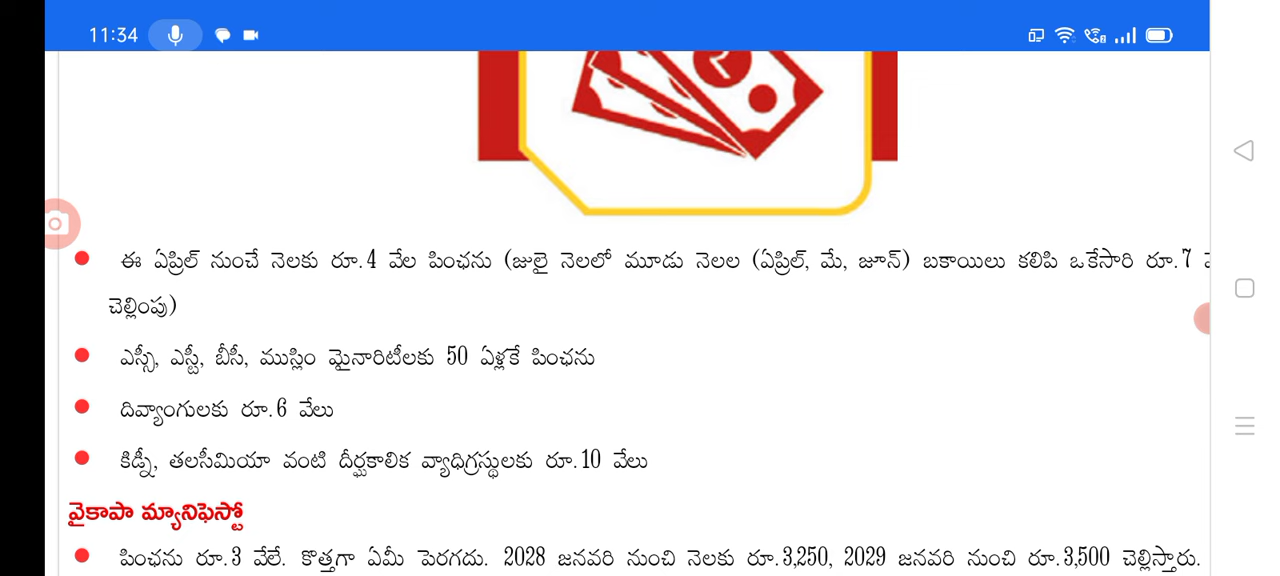 11:34
ఈ ఏప్రిల్ నుంచే నెలకు రూ.4 వేల పింఛను (జులై నెలలో మూడు నెలల (ఏప్రిల్, మే, జూన్) బకాయిలు కలిపి ఒకేసారి రూ.7
చెల్లింపు)
ఎస్సీ, ఎస్టీ, బీసీ, ముస్లిం మైనారిటీలకు 50 ఏళ్లకే పింఛను
దివ్యాంగులకు రూ.6 వేలు
కిడ్నీ, తలసీమియా వంటి దీర్ఘకాలిక వ్యాధిగ్రస్థులకు రూ.10 వేలు
వైకాపా మ్యానిఫెస్టో
పింఛను రూ.3 వేలే. కొత్తగా ఏమీ పెరగదు. 2028 జనవరి నుంచి నెలకు రూ.3,250, 2029 జనవరి నుంచి రూ.3,500 చెల్లిస్తారు.